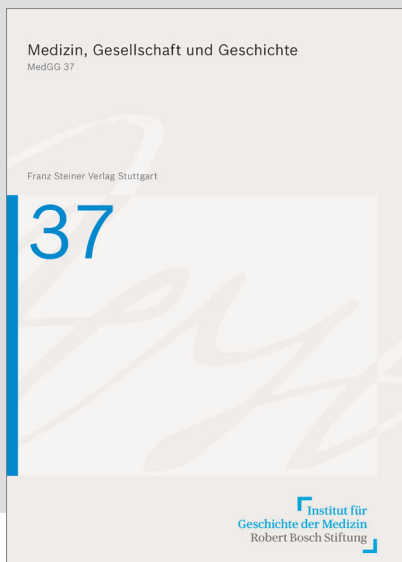 Medizin, Gesellschaft und Geschichte
MedGG 37
Franz Steiner Verlag Stuttgart
37
Institut für
Geschichte der Medizin
Robert Bosch Stiftung